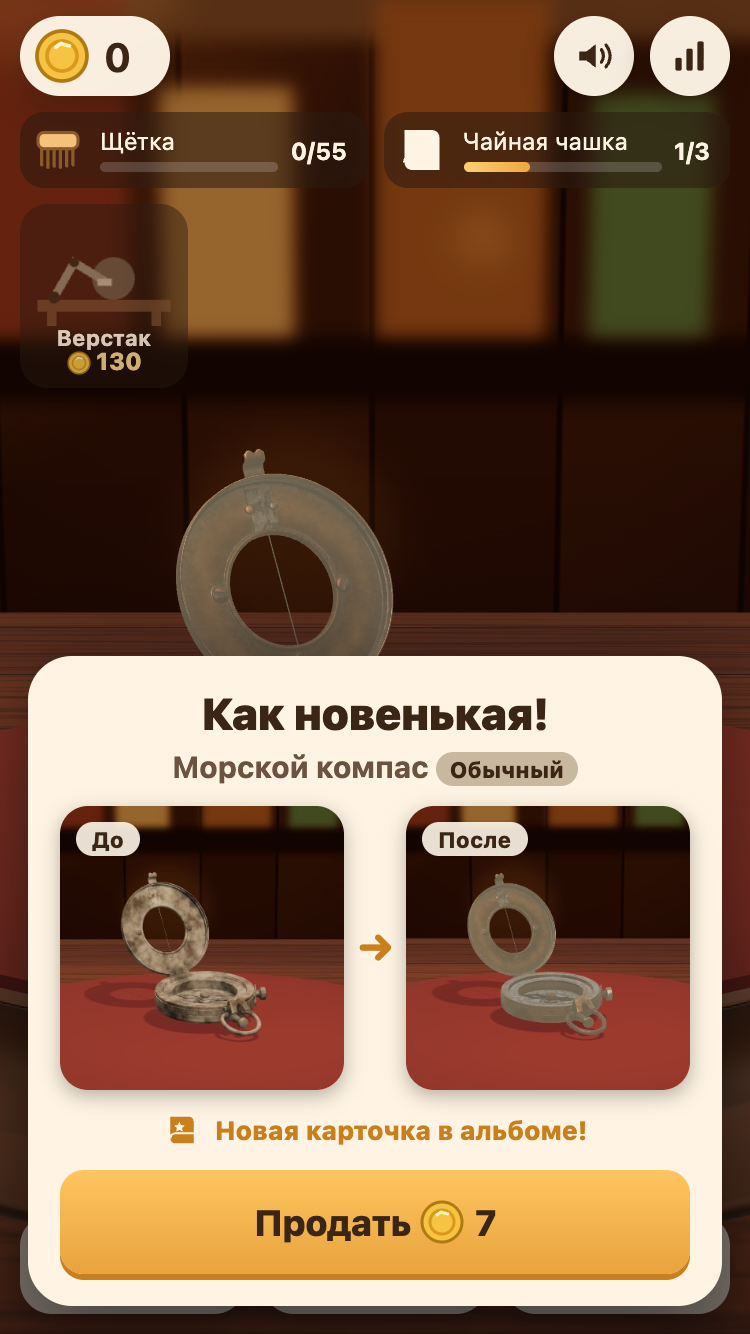 0
Щётка
0/55
Чайная чашка
1/3
Верстак
130
Как новенькая!
Морской компас Обычный
До
После
Новая карточка в альбоме!
Продать 7